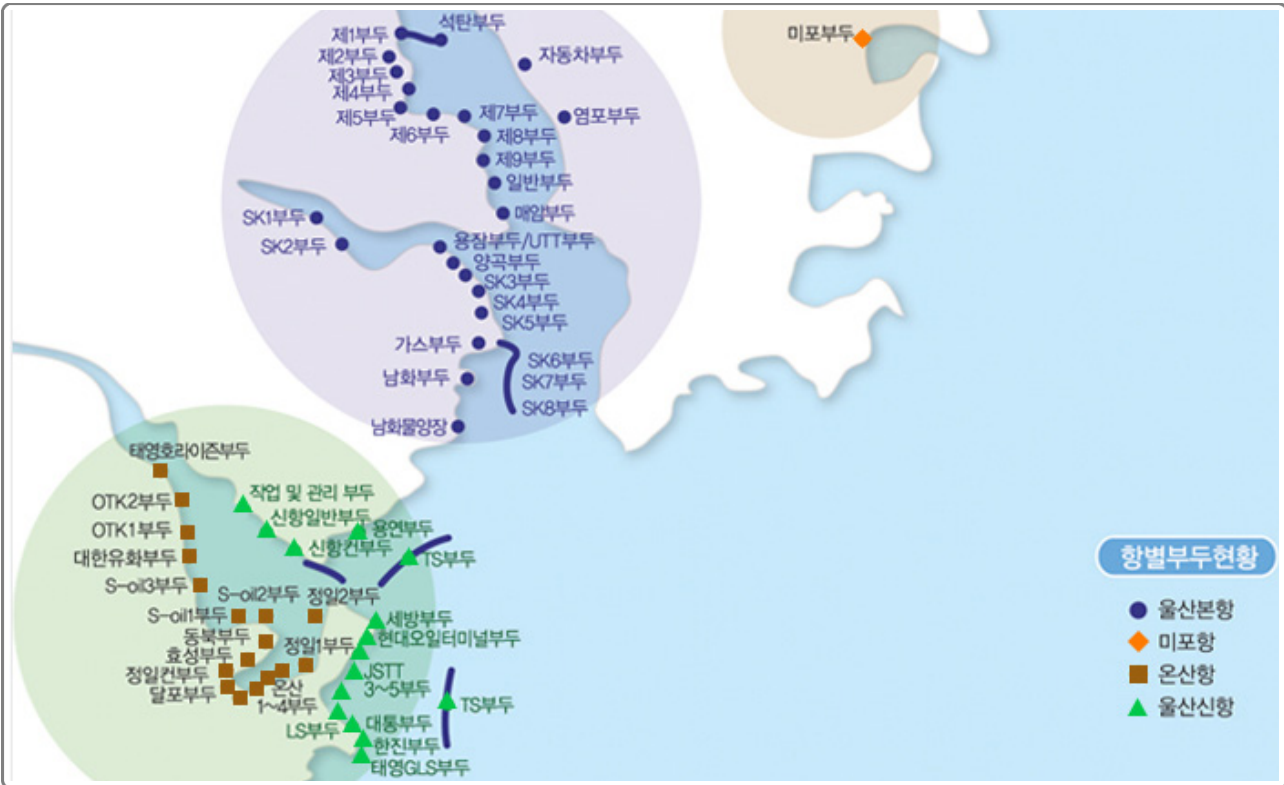 석탄부두
제1부두
제2부두
제3부두
제4부두
제5부두
제6부두
제7부두
제8부두
제9부두
일반부두
매암부두
자동차부두
염포부두
미포부두
SK1부두
SK2부두
용잠부두/UTT부두
양곡부두
SK3부두
SK4부두
SK5부두
가스부두
SK6부두
남화부두
SK7부두
SK8부두
남화물양장
태영호라이즌부두
OTK2부두
작업 및 관리 부두
신항일반부두
용연부두
OTK1부두
신항컨부두
대한유화부두
TS부두
S-oil3부두
S-oil2부두
정일2부두
S-oil1부두
세방부두
동북부두
정일1부두
현대오일터미널부두
효성부두
정일컨부두
JSTT
3~5부두
달포부두
온산
1~4부두
TS부두
LS부두
대통부두
한진부두
태영GLS부두
항별부두현황
울산본항
미포항
온산항
울산신항